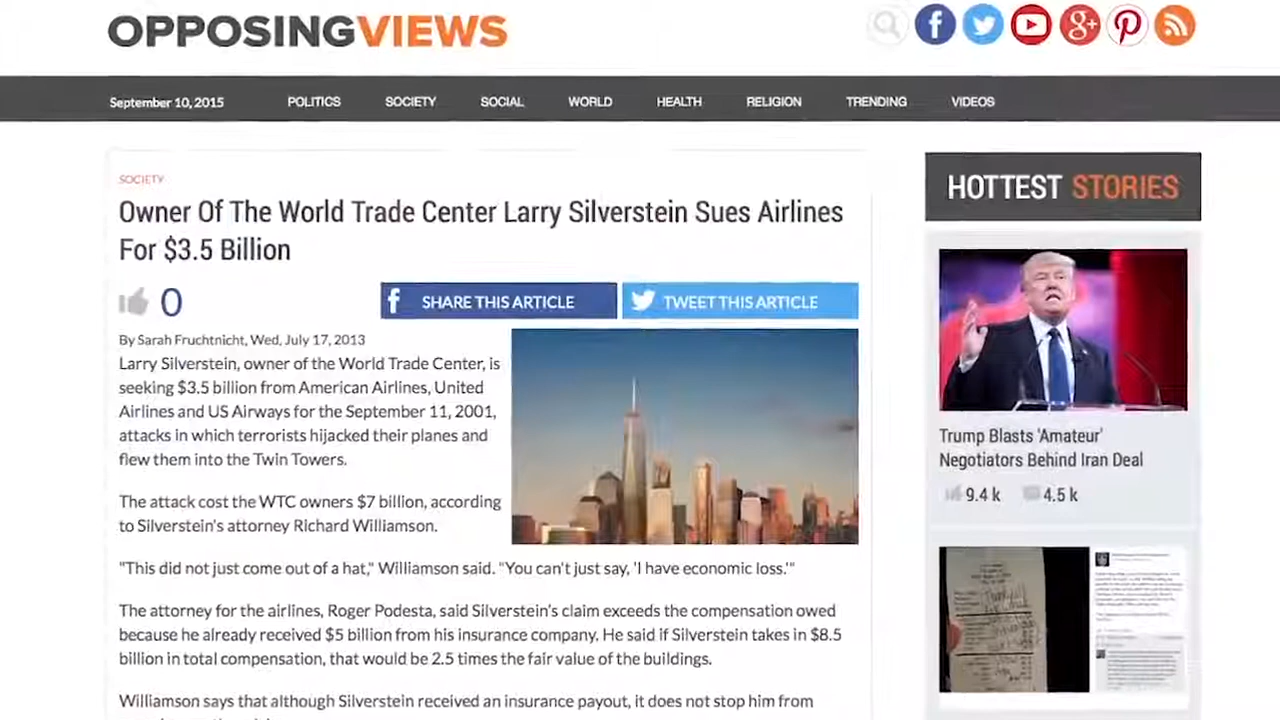 OPPOSINGVIEWS
September 10, 2015 POLITICS SOCIETY SOCIAL WORLD HEALTH RELIGION TRENDING VIDEOS
SOCIETY
Owner Of The World Trade Center Larry Silverstein Sues Airlines
For $3.5 Billion
0
SHARE THIS ARTICLE
TWEET THIS ARTICLE
By Sarah Fruchtnicht, Wed, July 17, 2013
Larry Silverstein, owner of the World Trade Center, is
seeking $3.5 billion from American Airlines, United
Airlines and US Airways for the September 11, 2001,
attacks in which terrorists hijacked their planes and
flew them into the Twin Towers.
The attack cost the WTC owners $7 billion, according
to Silverstein's attorney Richard Williamson.
"This did not just come out of a hat," Williamson said. "You can't just say, 'I have economic loss.'"
The attorney for the airlines, Roger Podesta, said Silverstein's claim exceeds the compensation owed
because he already received $5 billion from his insurance company. He said if Silverstein takes in $8.5
billion in total compensation, that would be 2.5 times the fair value of the buildings.
Williamson says that although Silverstein received an insurance payout, it does not stop him from
HOTTEST STORIES
Trump Blasts 'Amateur'
Negotiators Behind Iran Deal
9.4 k 4.5 k